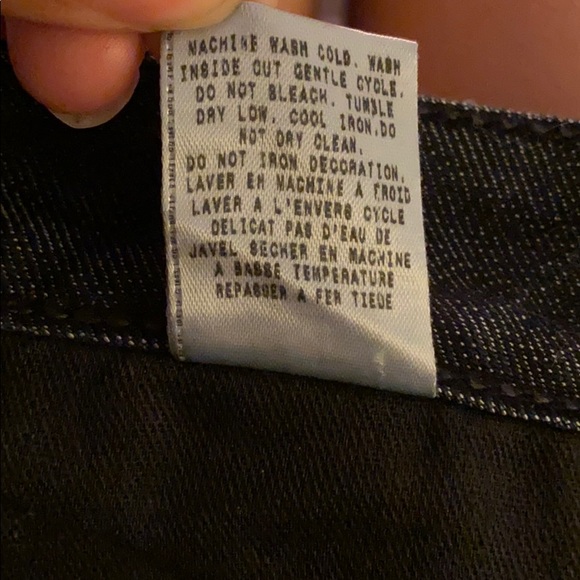 MACHINE WASH COLD. WASH
INSIDE OUT GENTLE CYCLE.
DO NOT BLEACH. TUMBLE
DRY LOW. COOL IRON.DO
NOT DRY CLEAN.
DO NOT IRON DECORATION.
LAVER EN MACHINE A FROID
LAVER A L'ENVERS CYCLE
DELICAT PAS D'EAU DE
JAVEL SECHER EN MACHINE
A BASSE TEMPERATURE
REPASSER A FER TIEDE